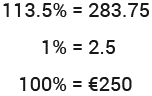 113.5% = 283.75
1% = 2.5
100% = €250